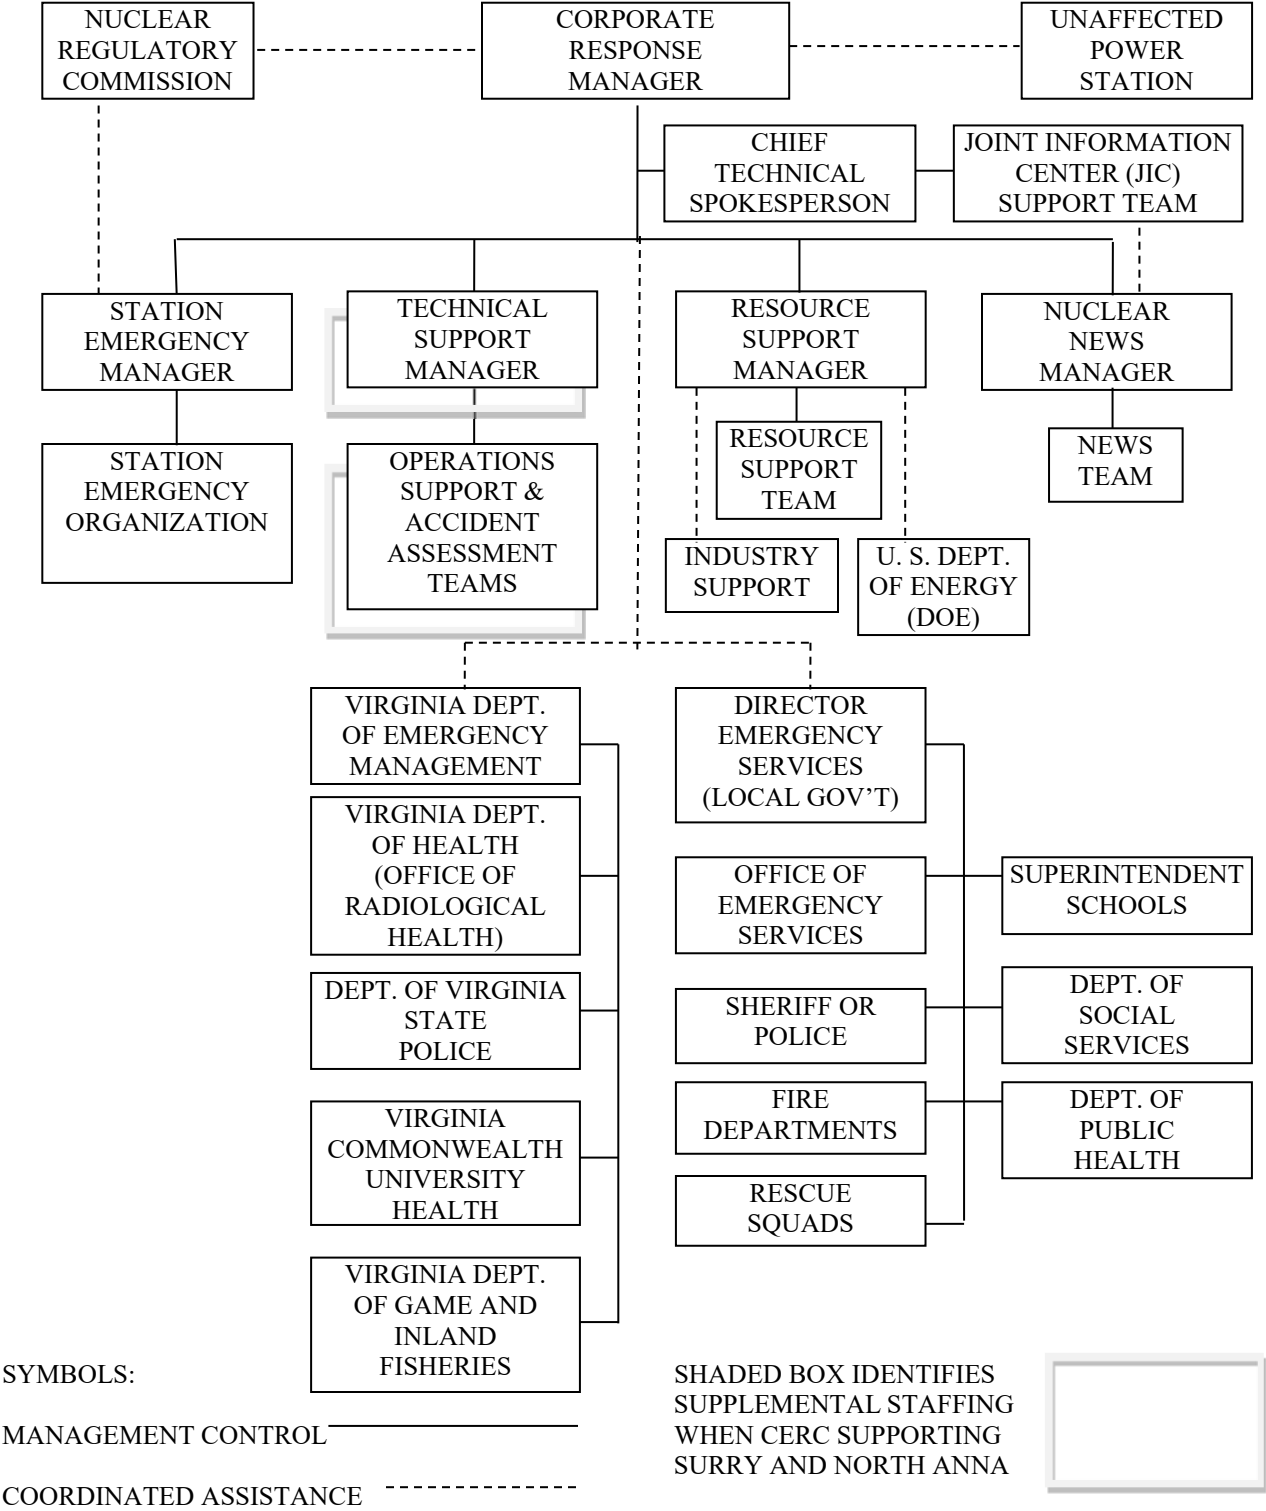 NUCLEAR
REGULATORY
COMMISSION
CORPORATE
RESPONSE
MANAGER
UNAFFECTED
POWER
STATION
CHIEF
TECHNICAL
SPOKESPERSON
JOINT INFORMATION
CENTER (JIC)
SUPPORT TEAM
STATION
EMERGENCY
MANAGER
TECHNICAL
SUPPORT
MANAGER
RESOURCE
SUPPORT
MANAGER
NUCLEAR
NEWS
MANAGER
STATION
EMERGENCY
ORGANIZATION
OPERATIONS
SUPPORT &
ACCIDENT
ASSESSMENT
TEAMS
RESOURCE
SUPPORT
TEAM
NEWS
TEAM
INDUSTRY
SUPPORT
U. S. DEPT.
OF ENERGY
(DOE)
VIRGINIA DEPT.
OF EMERGENCY
MANAGEMENT
VIRGINIA DEPT.
OF HEALTH
(OFFICE OF
RADIOLOGICAL
HEALTH)
DEPT. OF VIRGINIA
STATE
POLICE
VIRGINIA
COMMONWEALTH
UNIVERSITY
HEALTH
VIRGINIA DEPT.
OF GAME AND
INLAND
FISHERIES
DIRECTOR
EMERGENCY
SERVICES
(LOCAL GOV’T)
OFFICE OF
EMERGENCY
SERVICES
SUPERINTENDENT
SCHOOLS
SHERIFF OR
POLICE
DEPT. OF
SOCIAL
SERVICES
FIRE
DEPARTMENTS
DEPT. OF
PUBLIC
HEALTH
RESCUE
SQUADS
SYMBOLS:
MANAGEMENT CONTROL
COORDINATED ASSISTANCE
SHADED BOX IDENTIFIES
SUPPLEMENTAL STAFFING
WHEN CERC SUPPORTING
SURRY AND NORTH ANNA